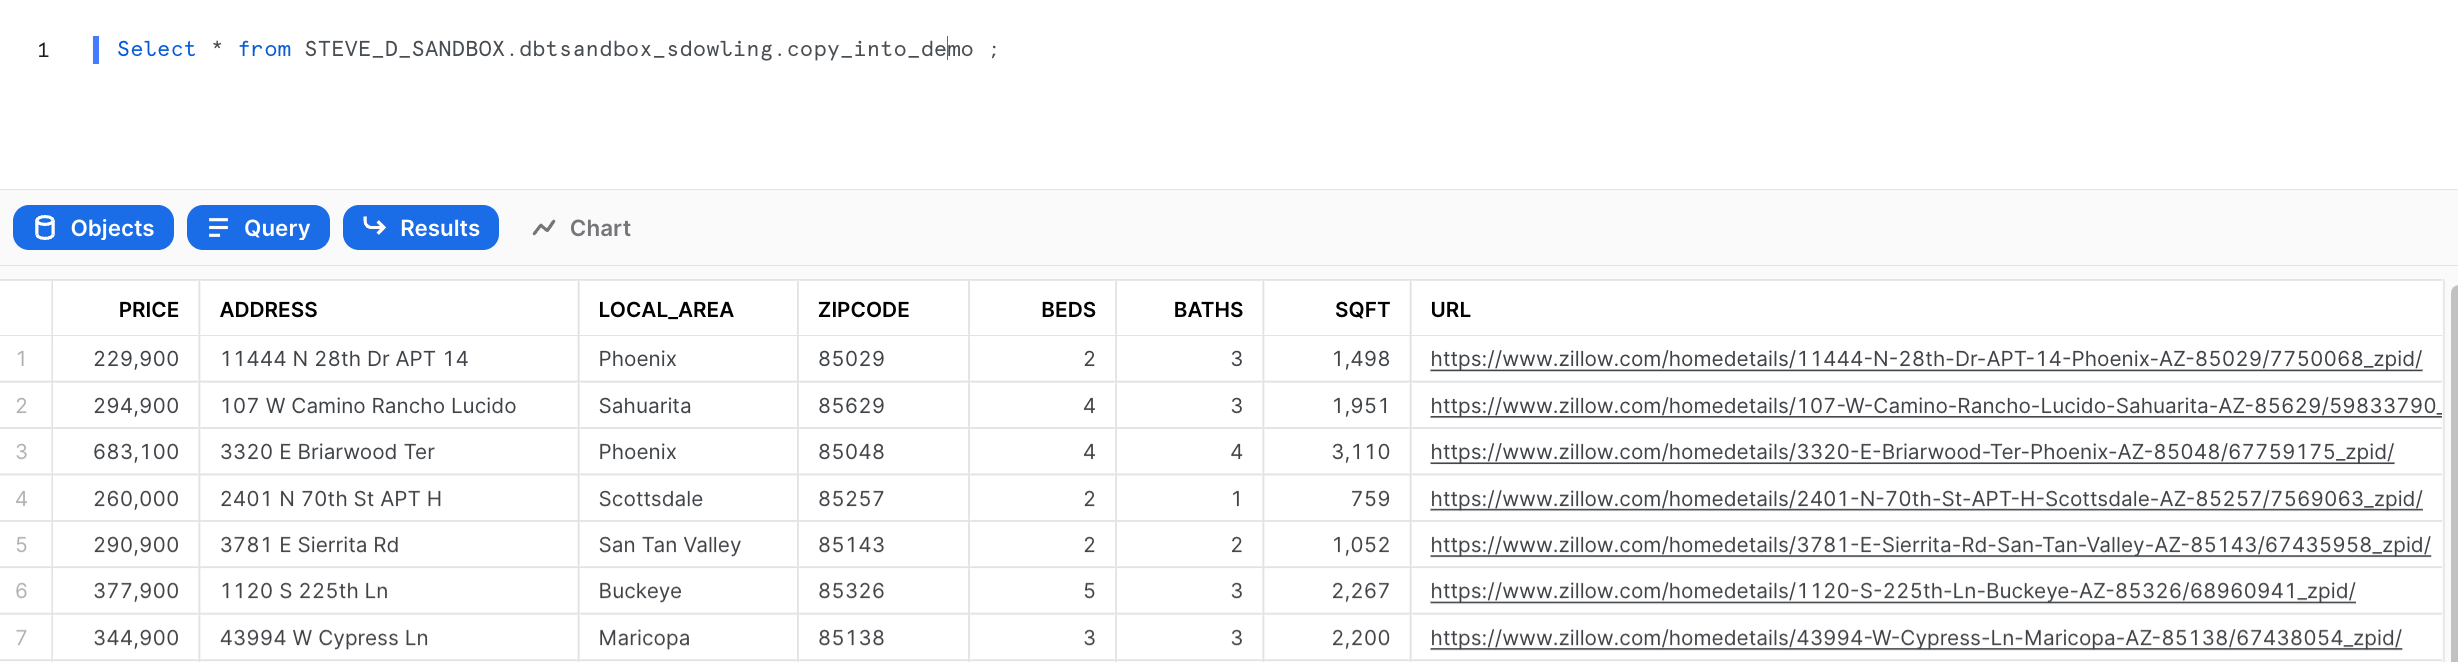 1 Select * from STEVE_D_SANDBOX.dbtsandbox_sdowling.copy_into_demo ;
Objects Query Results Chart
PRICE ADDRESS LOCAL_AREA ZIPCODE BEDS BATHS SQFT URL
1 229,900 11444 N 28th Dr APT 14 Phoenix 85029 2 3 1,498 https://www.zillow.com/homedetails/11444-N-28th-Dr-APT-14-Phoenix-AZ-85029/7750068_zpid/
2 294,900 107 W Camino Rancho Lucido Sahuarita 85629 4 3 1,951 https://www.zillow.com/homedetails/107-W-Camino-Rancho-Lucido-Sahuarita-AZ-85629/59833790_
3 683,100 3320 E Briarwood Ter Phoenix 85048 4 4 3,110 https://www.zillow.com/homedetails/3320-E-Briarwood-Ter-Phoenix-AZ-85048/67759175_zpid/
4 260,000 2401 N 70th St APT H Scottsdale 85257 2 1 759 https://www.zillow.com/homedetails/2401-N-70th-St-APT-H-Scottsdale-AZ-85257/7569063_zpid/
5 290,900 3781 E Sierrita Rd San Tan Valley 85143 2 2 1,052 https://www.zillow.com/homedetails/3781-E-Sierrita-Rd-San-Tan-Valley-AZ-85143/67435958_zpid/
6 377,900 1120 S 225th Ln Buckeye 85326 5 3 2,267 https://www.zillow.com/homedetails/1120-S-225th-Ln-Buckeye-AZ-85326/68960941_zpid/
7 344,900 43994 W Cypress Ln Maricopa 85138 3 3 2,200 https://www.zillow.com/homedetails/43994-W-Cypress-Ln-Maricopa-AZ-85138/67438054_zpid/